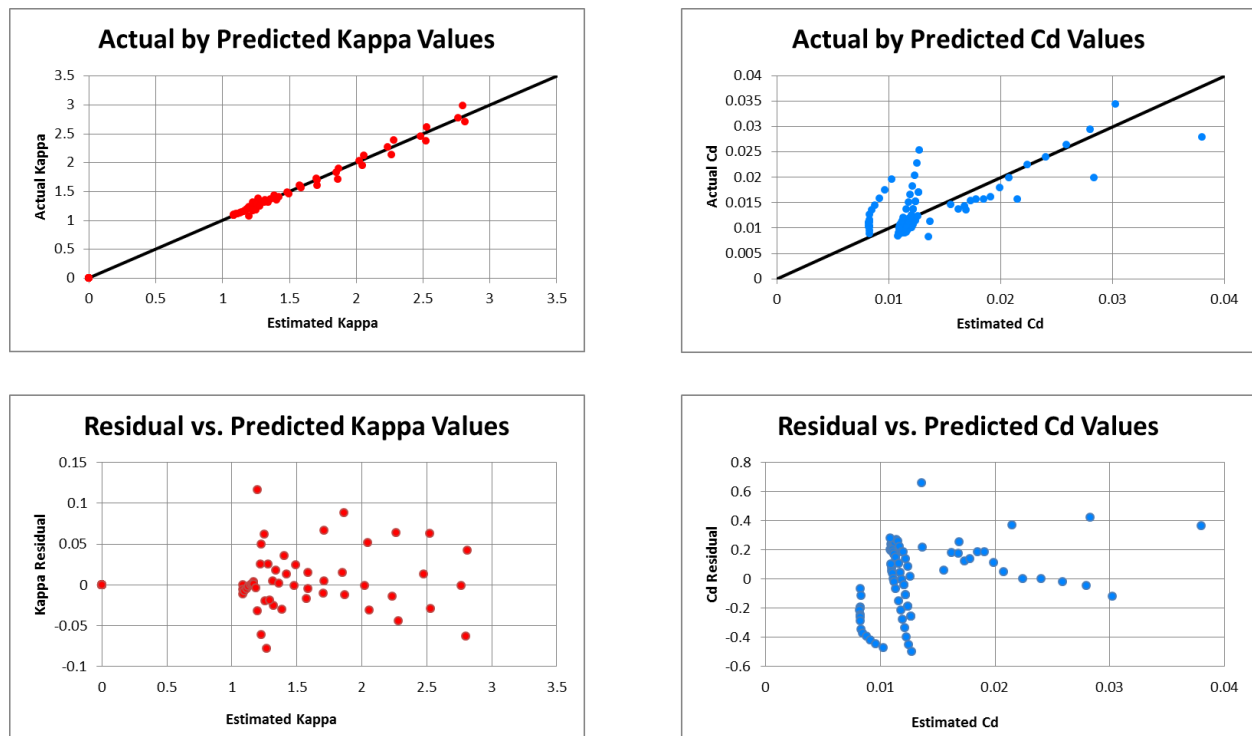 Actual by Predicted Kappa Values
3.5
3
2.5
2
1.5
1
0.5
0
Actual Kappa
0 0.5 1 1.5 2 2.5 3 3.5
Estimated Kappa
Actual by Predicted Cd Values
0.04
0.035
0.03
0.025
0.02
0.015
0.01
0.005
0
Actual Cd
0 0.01 0.02 0.03 0.04
Estimated Cd
Residual vs. Predicted Kappa Values
0.15
0.1
0.05
0
-0.05
-0.1
Kappa Residual
0 0.5 1 1.5 2 2.5 3 3.5
Estimated Kappa
Residual vs. Predicted Cd Values
0.8
0.6
0.4
0.2
0
-0.2
-0.4
-0.6
Cd Residual
0 0.01 0.02 0.03 0.04
Estimated Cd